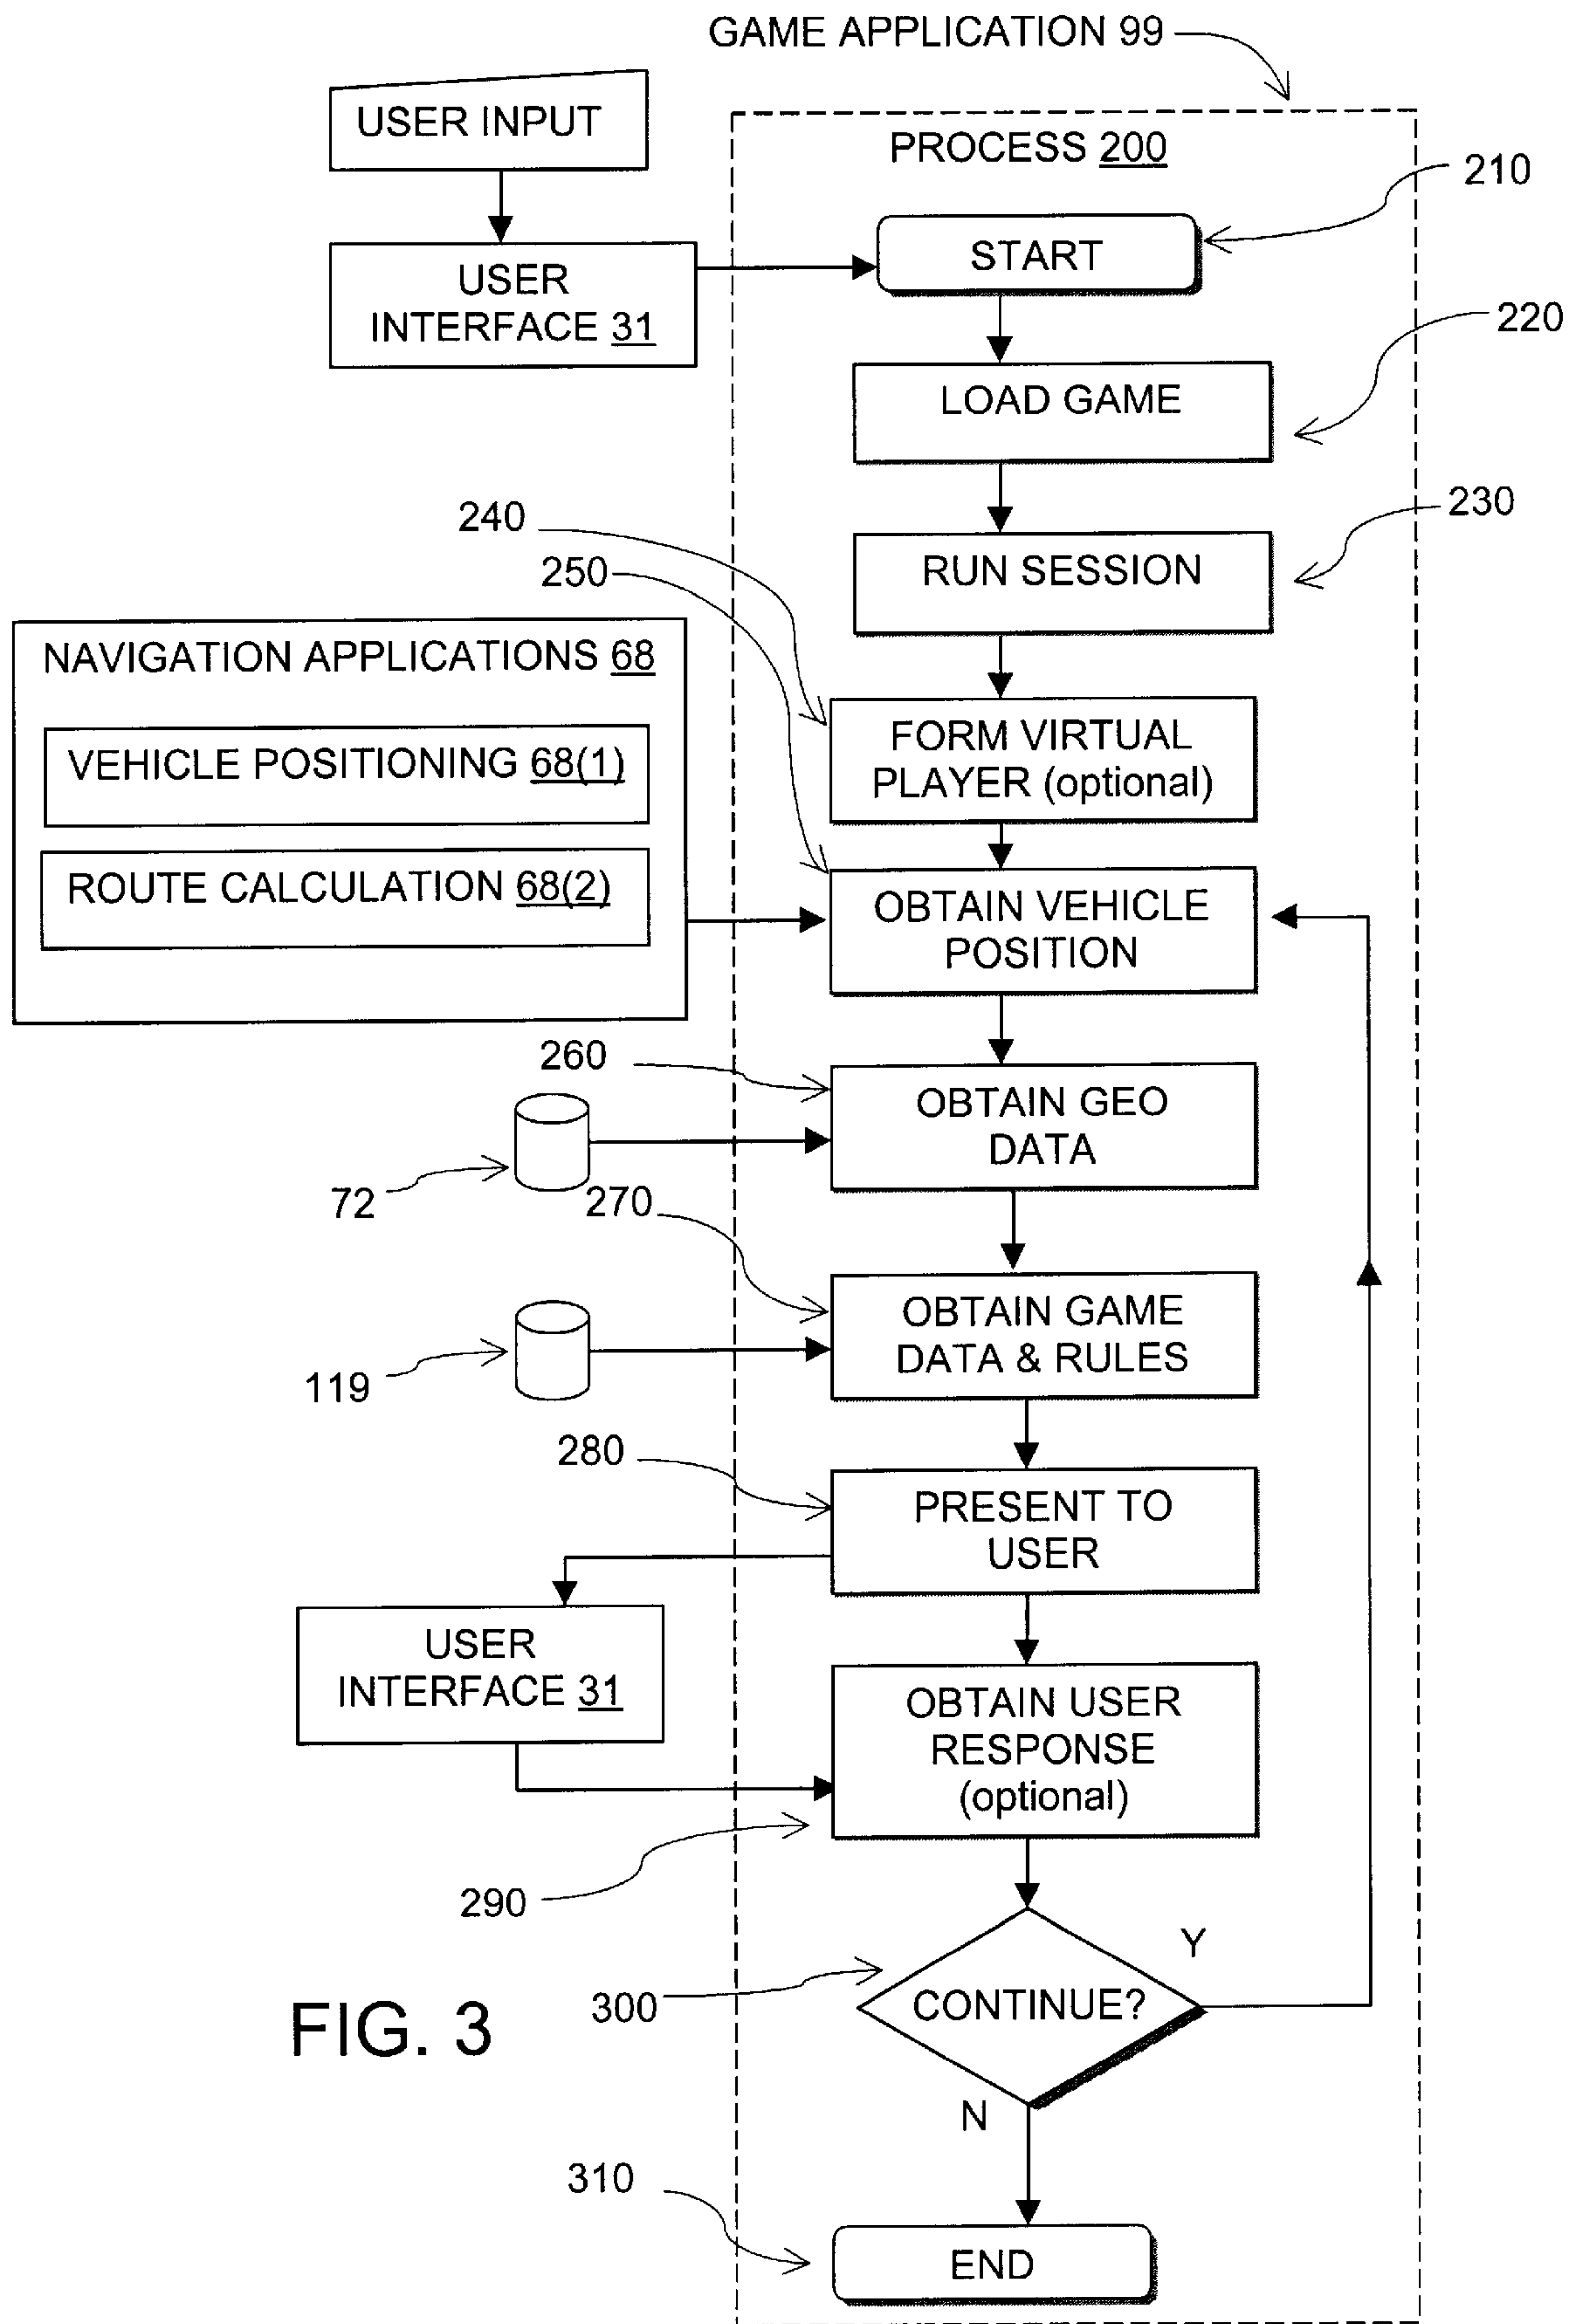 GAME APPLICATION 99
USER INPUT
PROCESS 200
210
START
USER
INTERFACE 31
220
LOAD GAME
230
240
RUN SESSION
250
NAVIGATION APPLICATIONS 68
VEHICLE POSITIONING 68(1)
ROUTE CALCULATION 68(2)
FORM VIRTUAL
PLAYER (optional)
OBTAIN VEHICLE
POSITION
260
OBTAIN GEO
DATA
72
270
OBTAIN GAME
DATA & RULES
119
280
PRESENT TO
USER
USER
INTERFACE 31
OBTAIN USER
RESPONSE
(optional)
290
Y
300
CONTINUE?
FIG. 3
N
310
END